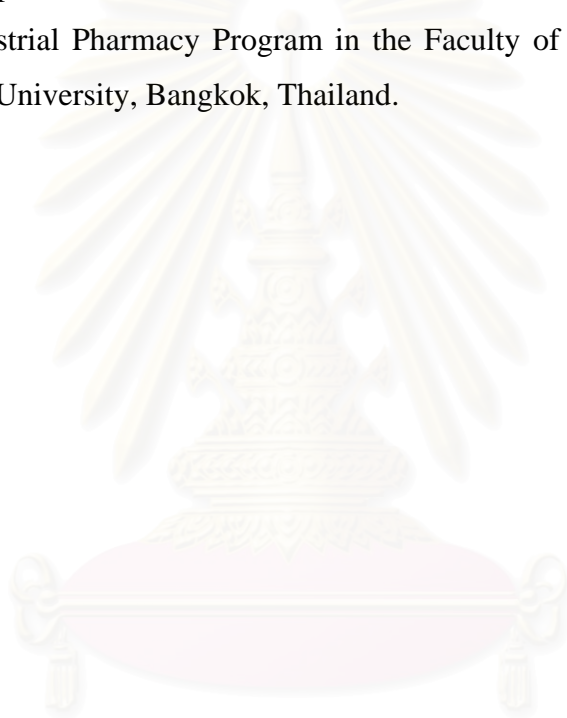 strial Pharmacy Program in the Faculty of
University, Bangkok, Thailand.